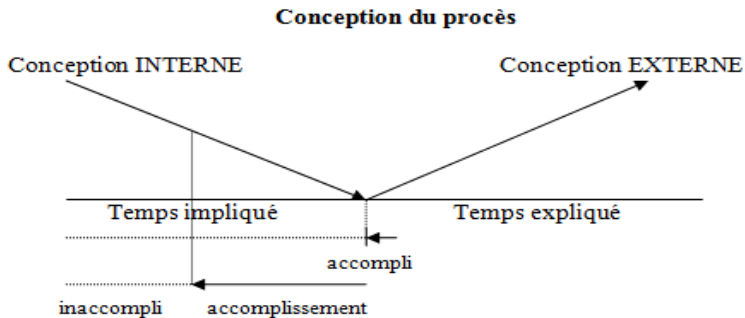 Conception du procès
Conception INTERNE Conception EXTERNE
Temps impliqué Temps expliqué
accompli
inaccompli accomplissement